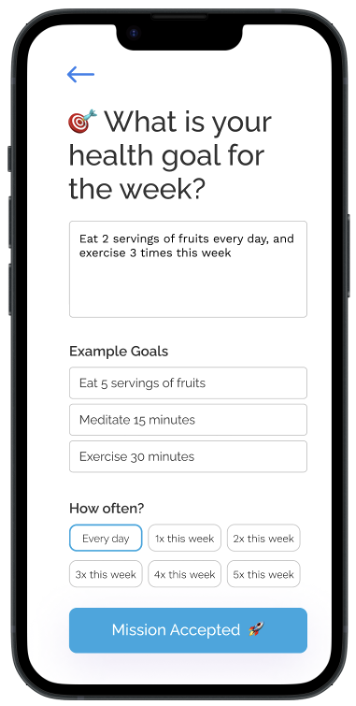 🎯 What is your
health goal for
the week?
Eat 2 servings of fruits every day, and
exercise 3 times this week
Example Goals
Eat 5 servings of fruits
Meditate 15 minutes
Exercise 30 minutes
How often?
Every day 1x this week 2x this week
3x this week 4x this week 5x this week
Mission Accepted 🚀